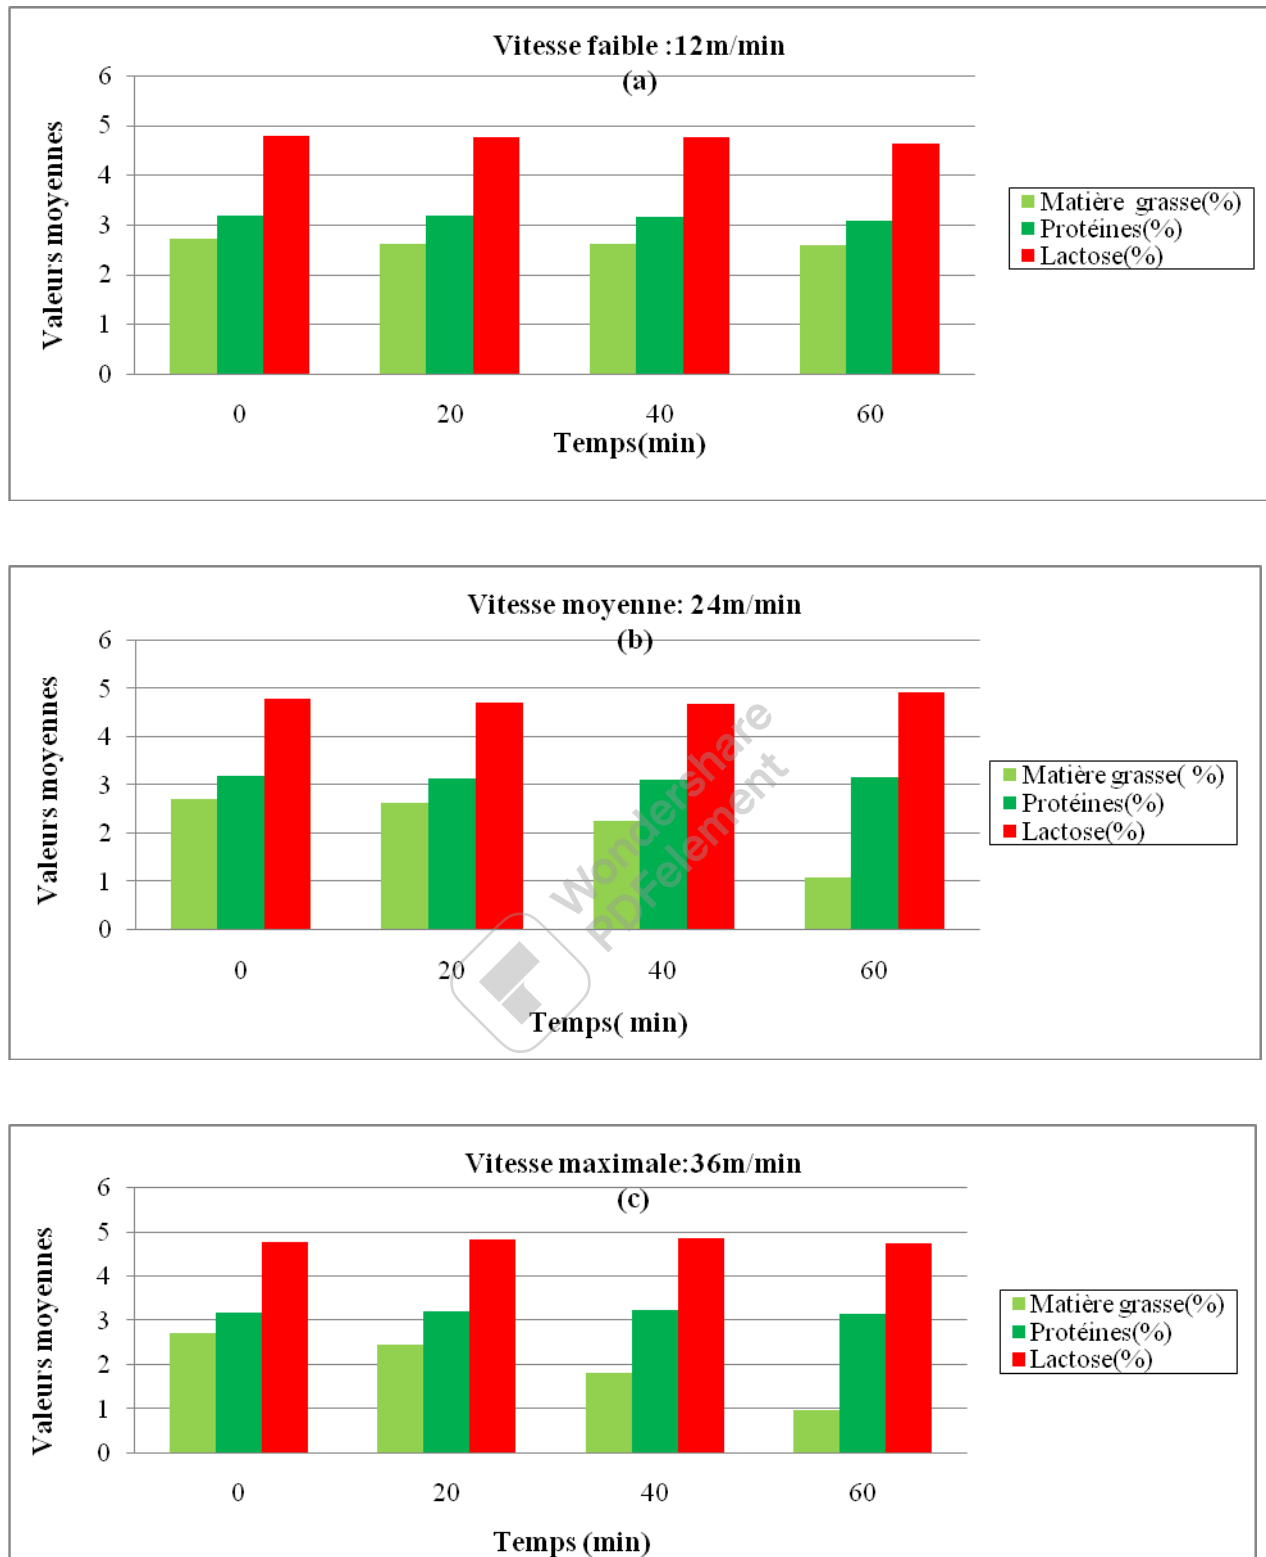 Vitesse faible :12m/min
(a)
6
5
4
3
2
1
0
Valeurs moyennes
0 20 40 60
Temps(min)
Matière grasse(%)
Protéines(%)
Lactose(%)
Vitesse moyenne: 24m/min
(b)
6
5
4
3
2
1
0
Valeurs moyennes
0 20 40 60
Temps( min)
Matière grasse( %)
Protéines(%)
Lactose(%)
Wondershare
PDFelement
Vitesse maximale:36m/min
(c)
6
5
4
3
2
1
0
Valeurs moyennes
0 20 40 60
Temps (min)
Matière grasse(%)
Protéines(%)
Lactose(%)